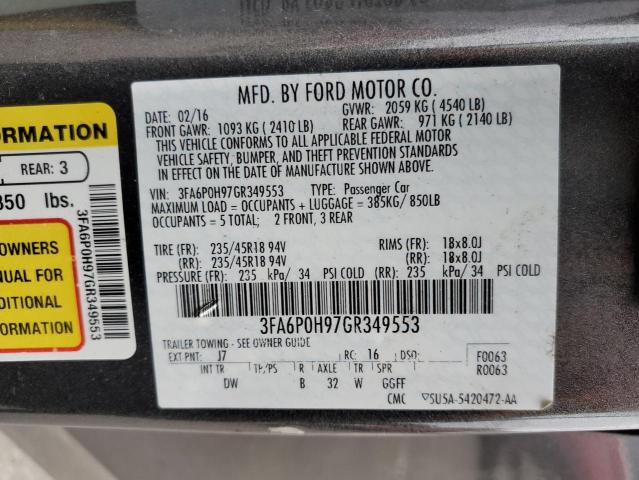 MFD. BY FORD MOTOR CO.
DATE: 02/16 GVWR: 2059 KG ( 4540 LB)
FRONT GAWR: 1093 KG ( 2410 LB) REAR GAWR: 971 KG ( 2140 LB)
THIS VEHICLE CONFORMS TO ALL APPLICABLE FEDERAL MOTOR
VEHICLE SAFETY, BUMPER, AND THEFT PREVENTION STANDARDS
IN EFFECT ON THE DATE OF MANUFACTURE SHOWN ABOVE.
VIN: 3FA6P0H97GR349553 TYPE: Passenger Car
MAXIMUM LOAD = OCCUPANTS + LUGGAGE = 385KG/ 850LB
OCCUPANTS = 5 TOTAL; 2 FRONT, 3 REAR
TIRE (FR): 235/45R18 94V RIMS (FR): 18x8.0J
(RR): 235/45R18 94V (RR): 18x8.0J
PRESSURE (FR): 235 kPa/ 34 PSI COLD (RR): 235 kPa/ 34 PSI COLD
3FA6P0H97GR349553
TRAILER TOWING - SEE OWNER GUIDE
EXT PNT: J7 RC: 16 DSO: F0063
R0063
INT TR TP/PS R AXLE TR SPR
DW B 32 W GGFF
CMC
5U5A-5420472-AA
ORMATION
REAR: 3
850 lbs.
OWNERS
NUAL FOR
DITIONAL
ORMATION
3FA6P0H97GR349553